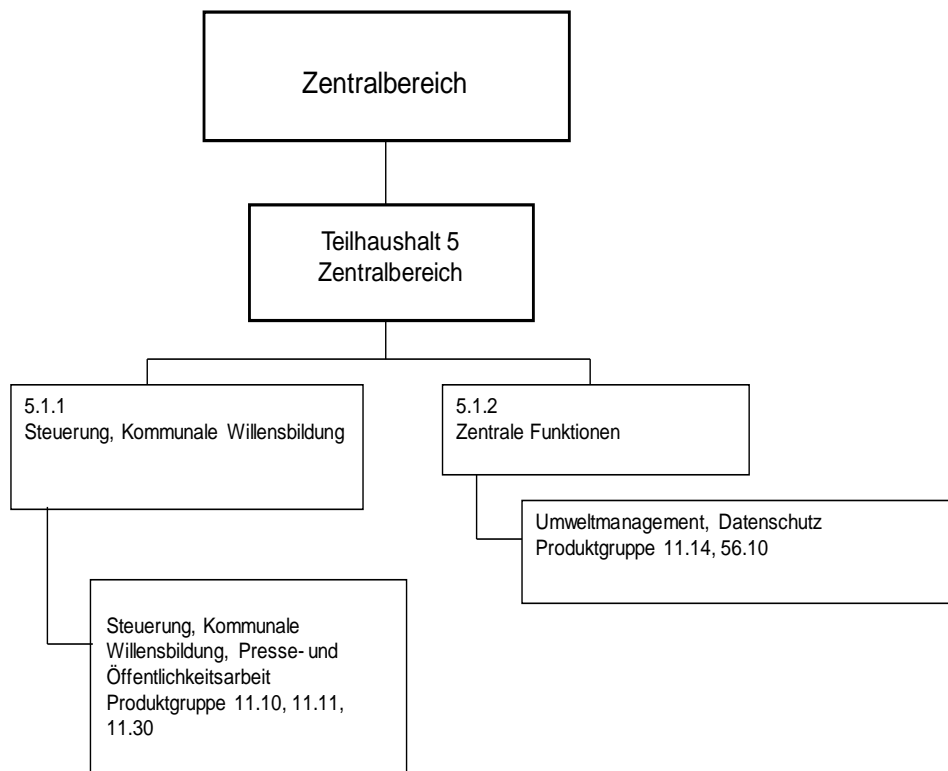 Zentralbereich
Teilhaushalt 5
Zentralbereich
5.1.1
Steuerung, Kommunale Willensbildung
5.1.2
Zentrale Funktionen
Umweltmanagement, Datenschutz
Produktgruppe 11.14, 56.10
Steuerung, Kommunale
Willensbildung, Presse- und
Öffentlichkeitsarbeit
Produktgruppe 11.10, 11.11,
11.30